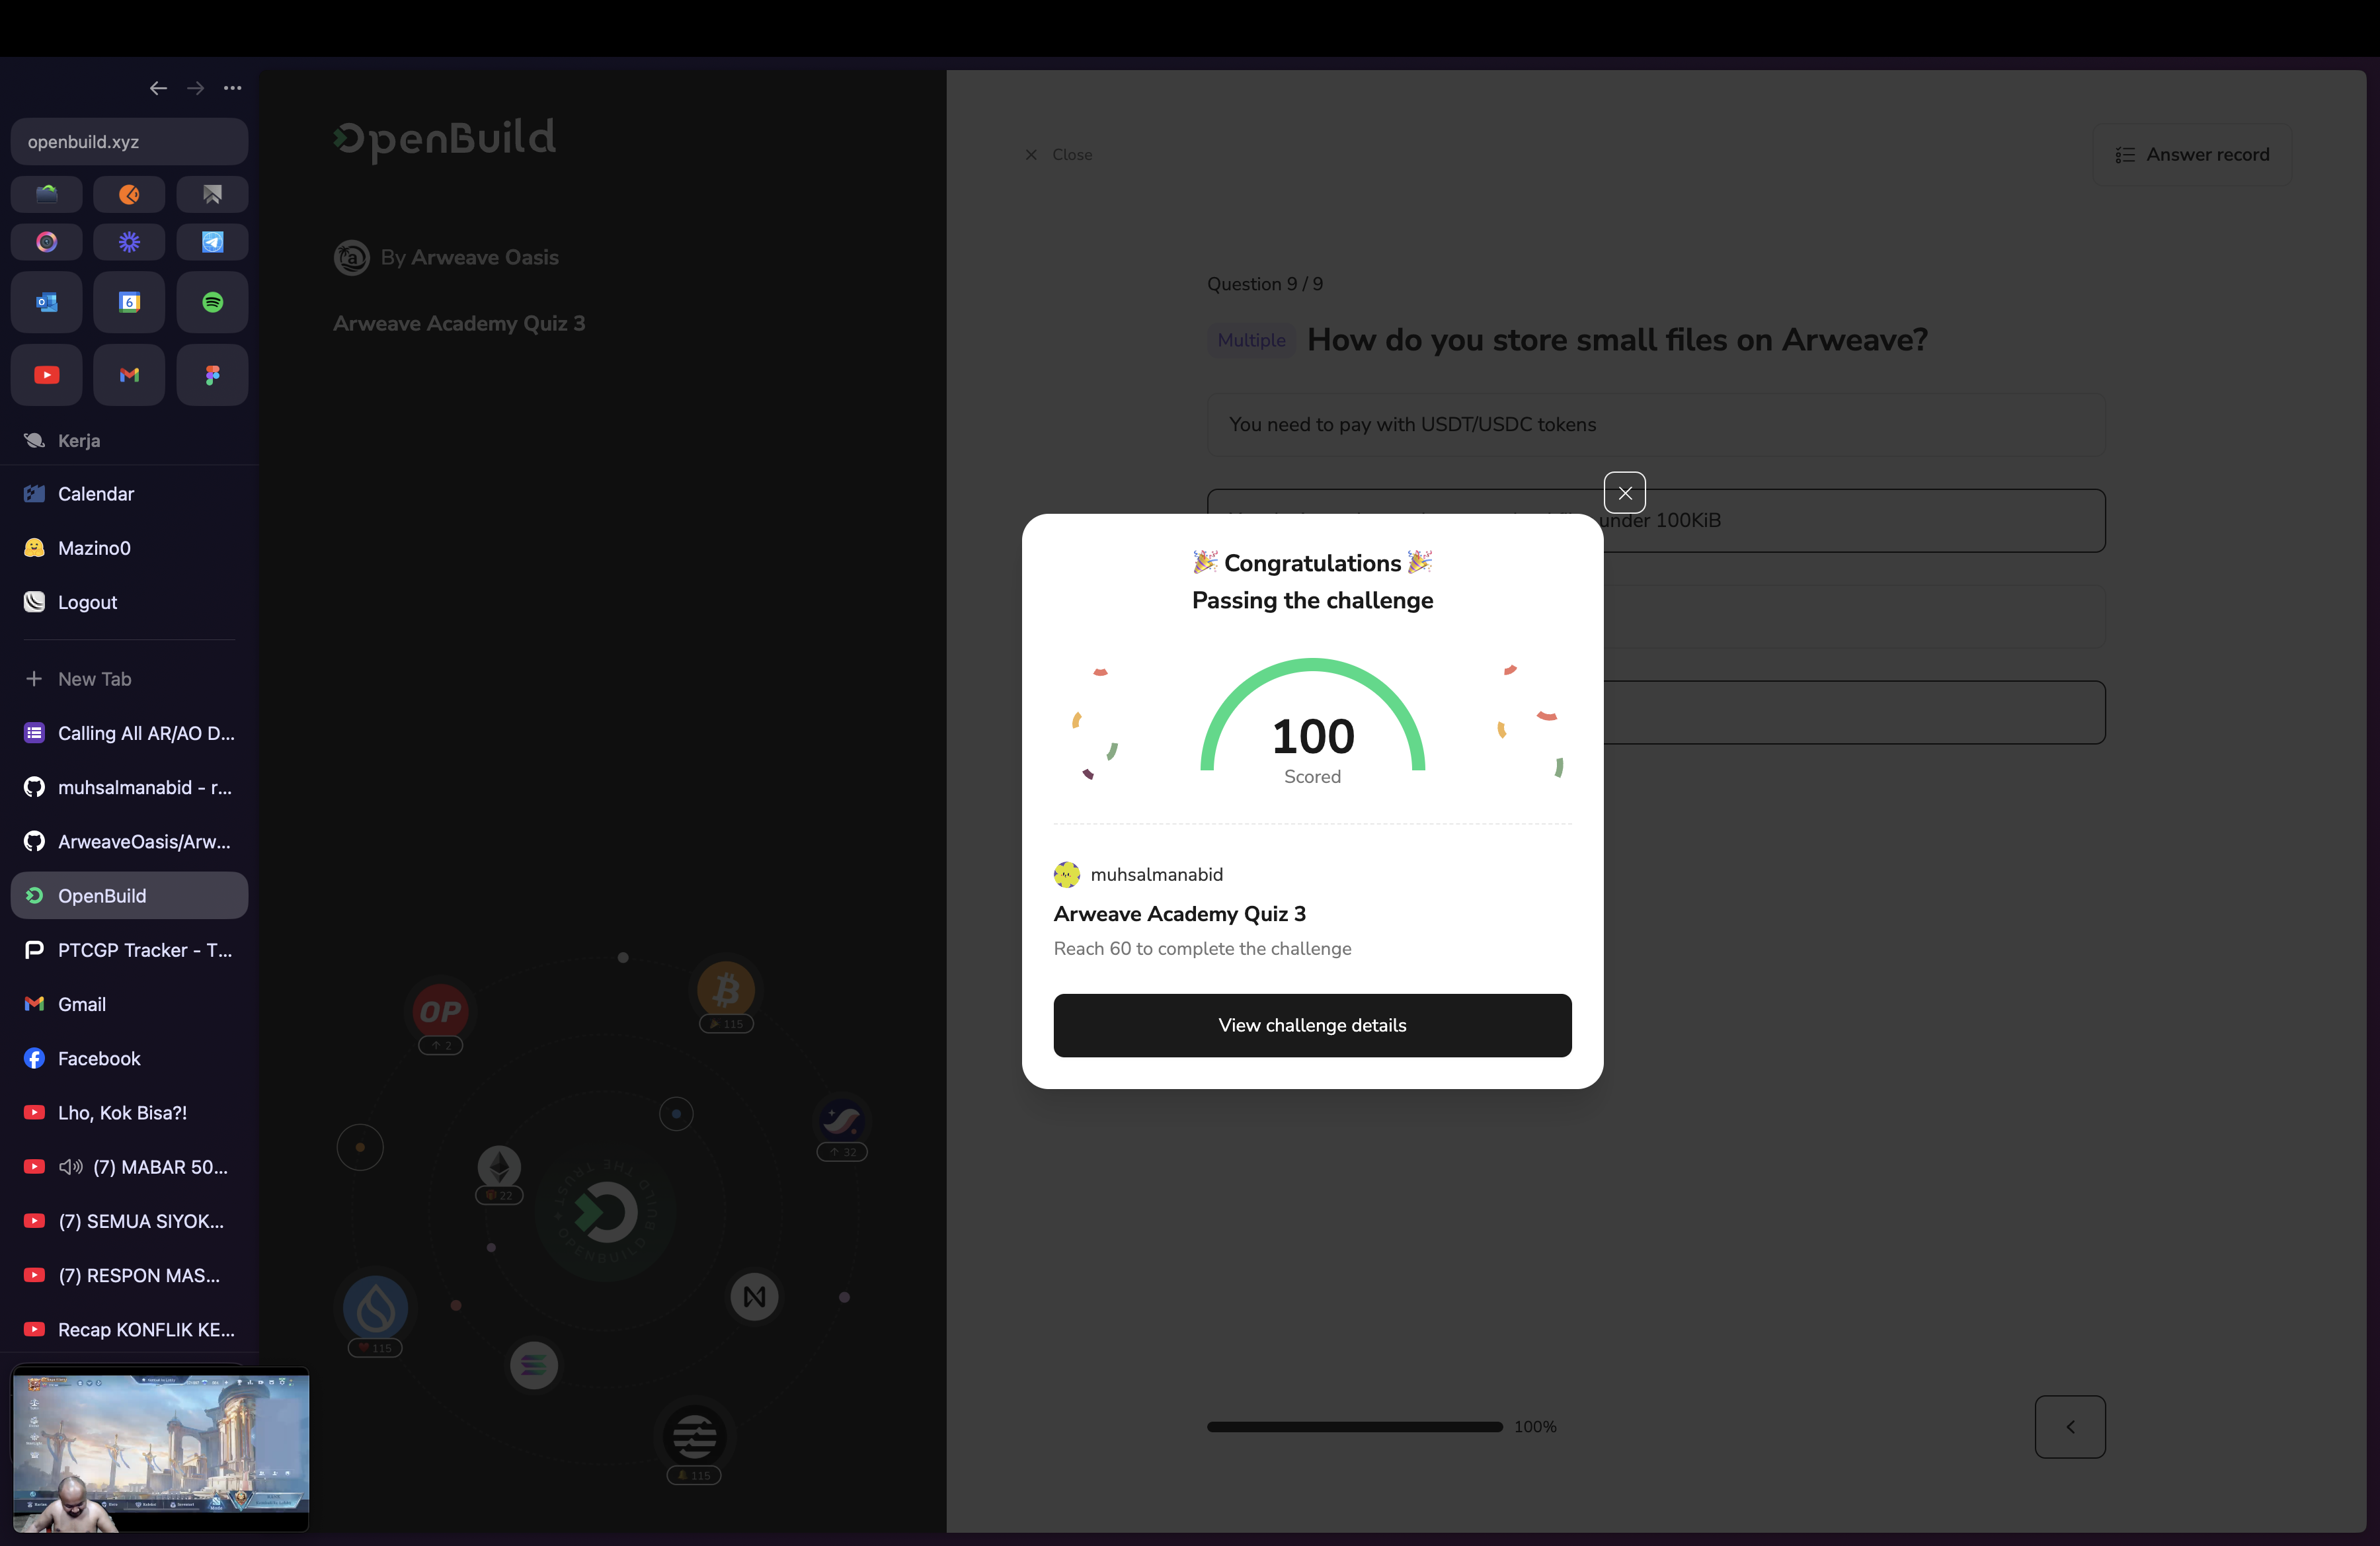 openbuild.xyz
6
Kerja
Calendar
Mazino0
Logout
New Tab
Calling All AR/AO D...
muhsalmanabid - r...
ArweaveOasis/Arw...
OpenBuild
PTCGP Tracker - T...
Gmail
Facebook
Lho, Kok Bisa?!
(7) MABAR 50...
(7) SEMUA SIYOK...
(7) RESPON MAS...
Recap KONFLIK KE...
OpenBuild
By Arweave Oasis
Arweave Academy Quiz 3
OP
2
115
32
22
115
115
Close
Answer record
Question 9 / 9
Multiple
How do you store small files on Arweave?
You need to pay with USDT/USDC tokens
under 100KiB
Congratulations
Passing the challenge
100
Scored
muhsalmanabid
Arweave Academy Quiz 3
Reach 60 to complete the challenge
View challenge details
100%